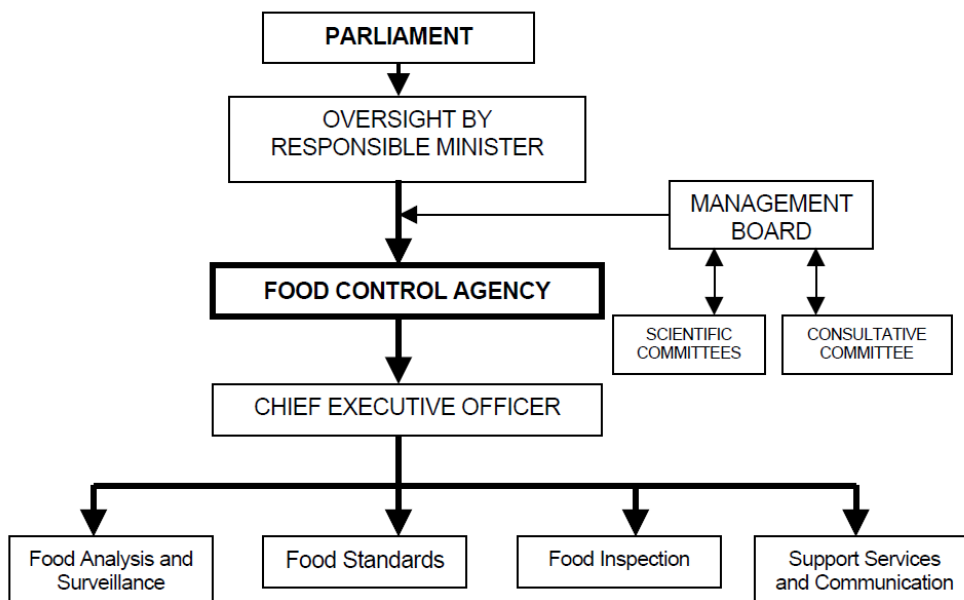 PARLIAMENT
OVERSIGHT BY
RESPONSIBLE MINISTER
MANAGEMENT
BOARD
FOOD CONTROL AGENCY
SCIENTIFIC
COMMITTEES
CONSULTATIVE
COMMITTEE
CHIEF EXECUTIVE OFFICER
Food Analysis and
Surveillance
Food Standards
Food Inspection
Support Services
and Communication